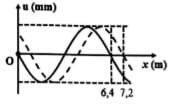 u (mm)
O
x (m)
6,4 7,2